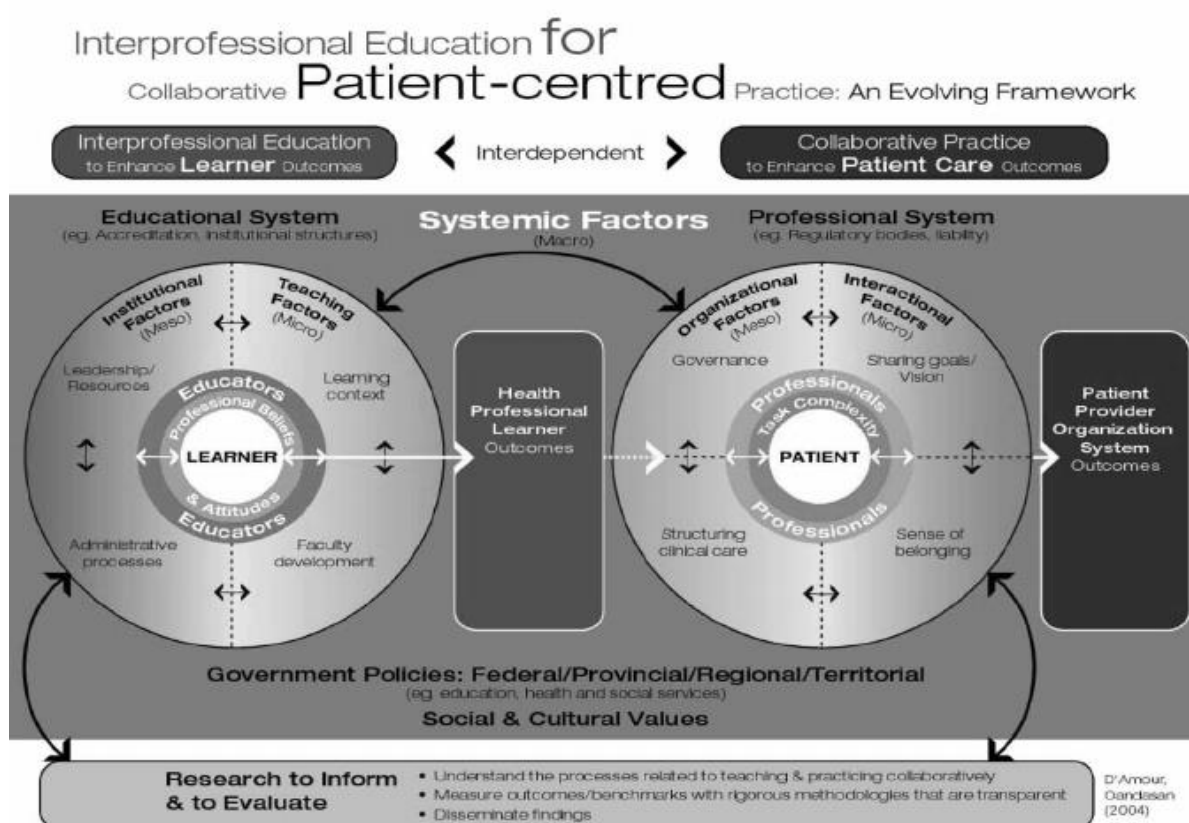 Interprofessional Education for
Collaborative Patient-centred Practice: An Evolving Framework
Interprofessional Education
to Enhance Learner Outcomes
Interdependent
Collaborative Practice
to Enhance Patient Care Outcomes
Educational System
(eg. Accreditation, institutional structures)
Systemic Factors
(Macro)
Professional System
(eg. Regulatory bodies, liability)
Institutional
Factors
(Meso)
Teaching
Factors
(Micro)
Leadership/
Resources
Learning
context
Educators
Professional Beliefs
LEARNER
& Attitudes
Educators
Administrative
processes
Faculty
development
Health
Professional
Learner
Outcomes
Organizational
Factors
(Meso)
Interactional
Factors
(Micro)
Governance
Sharing goals/
Vision
Professionals
Task Complexity
PATIENT
Professionals
Structuring
clinical care
Sense of
belonging
Patient
Provider
Organization
System
Outcomes
Government Policies: Federal/Provincial/Regional/Territorial
(eg. education, health and social services)
Social & Cultural Values
Research to Inform
& to Evaluate
• Understand the processes related to teaching & practicing collaboratively
• Measure outcomes/benchmarks with rigorous methodologies that are transparent
• Disseminate findings
D'Amour,
Oandasan
(2004)